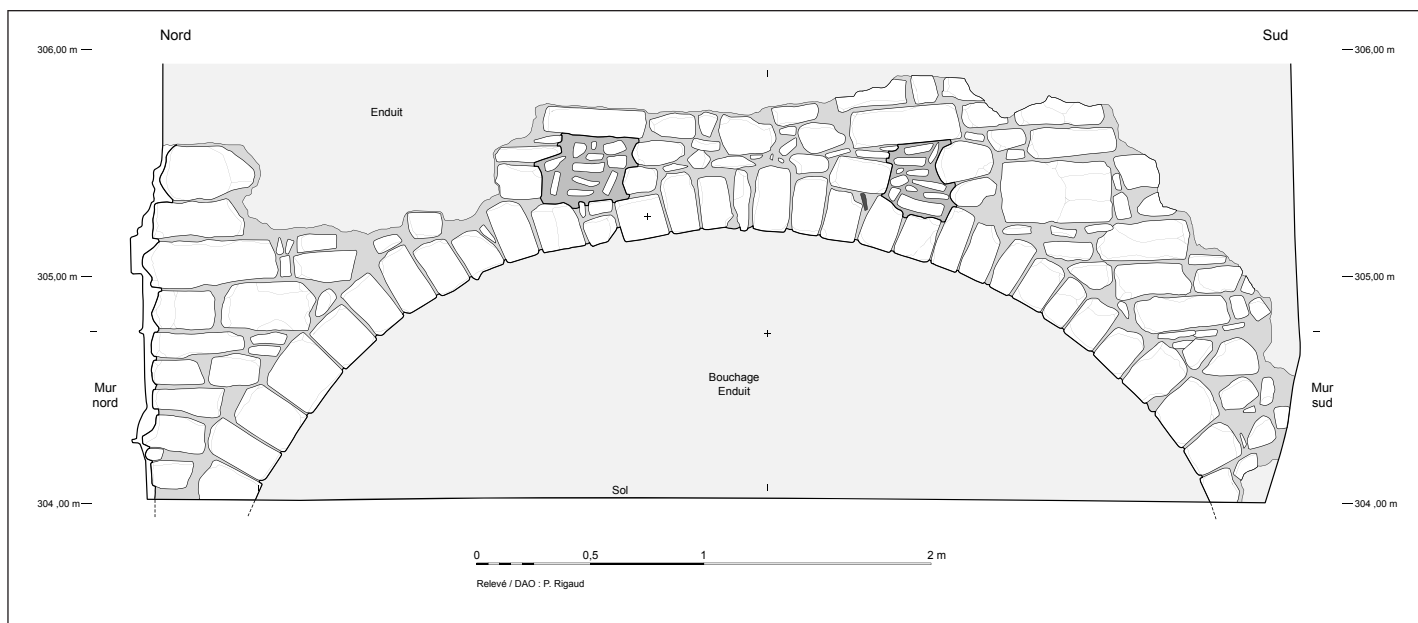 Nord
Sud
306,00 m
306,00 m
Enduit
305,00 m
305,00 m
Bouchage
Enduit
Mur
nord
Mur
sud
Sol
304 ,00 m
304 ,00 m
0 0,5 1 2 m
Relevé / DAO : P. Rigaud